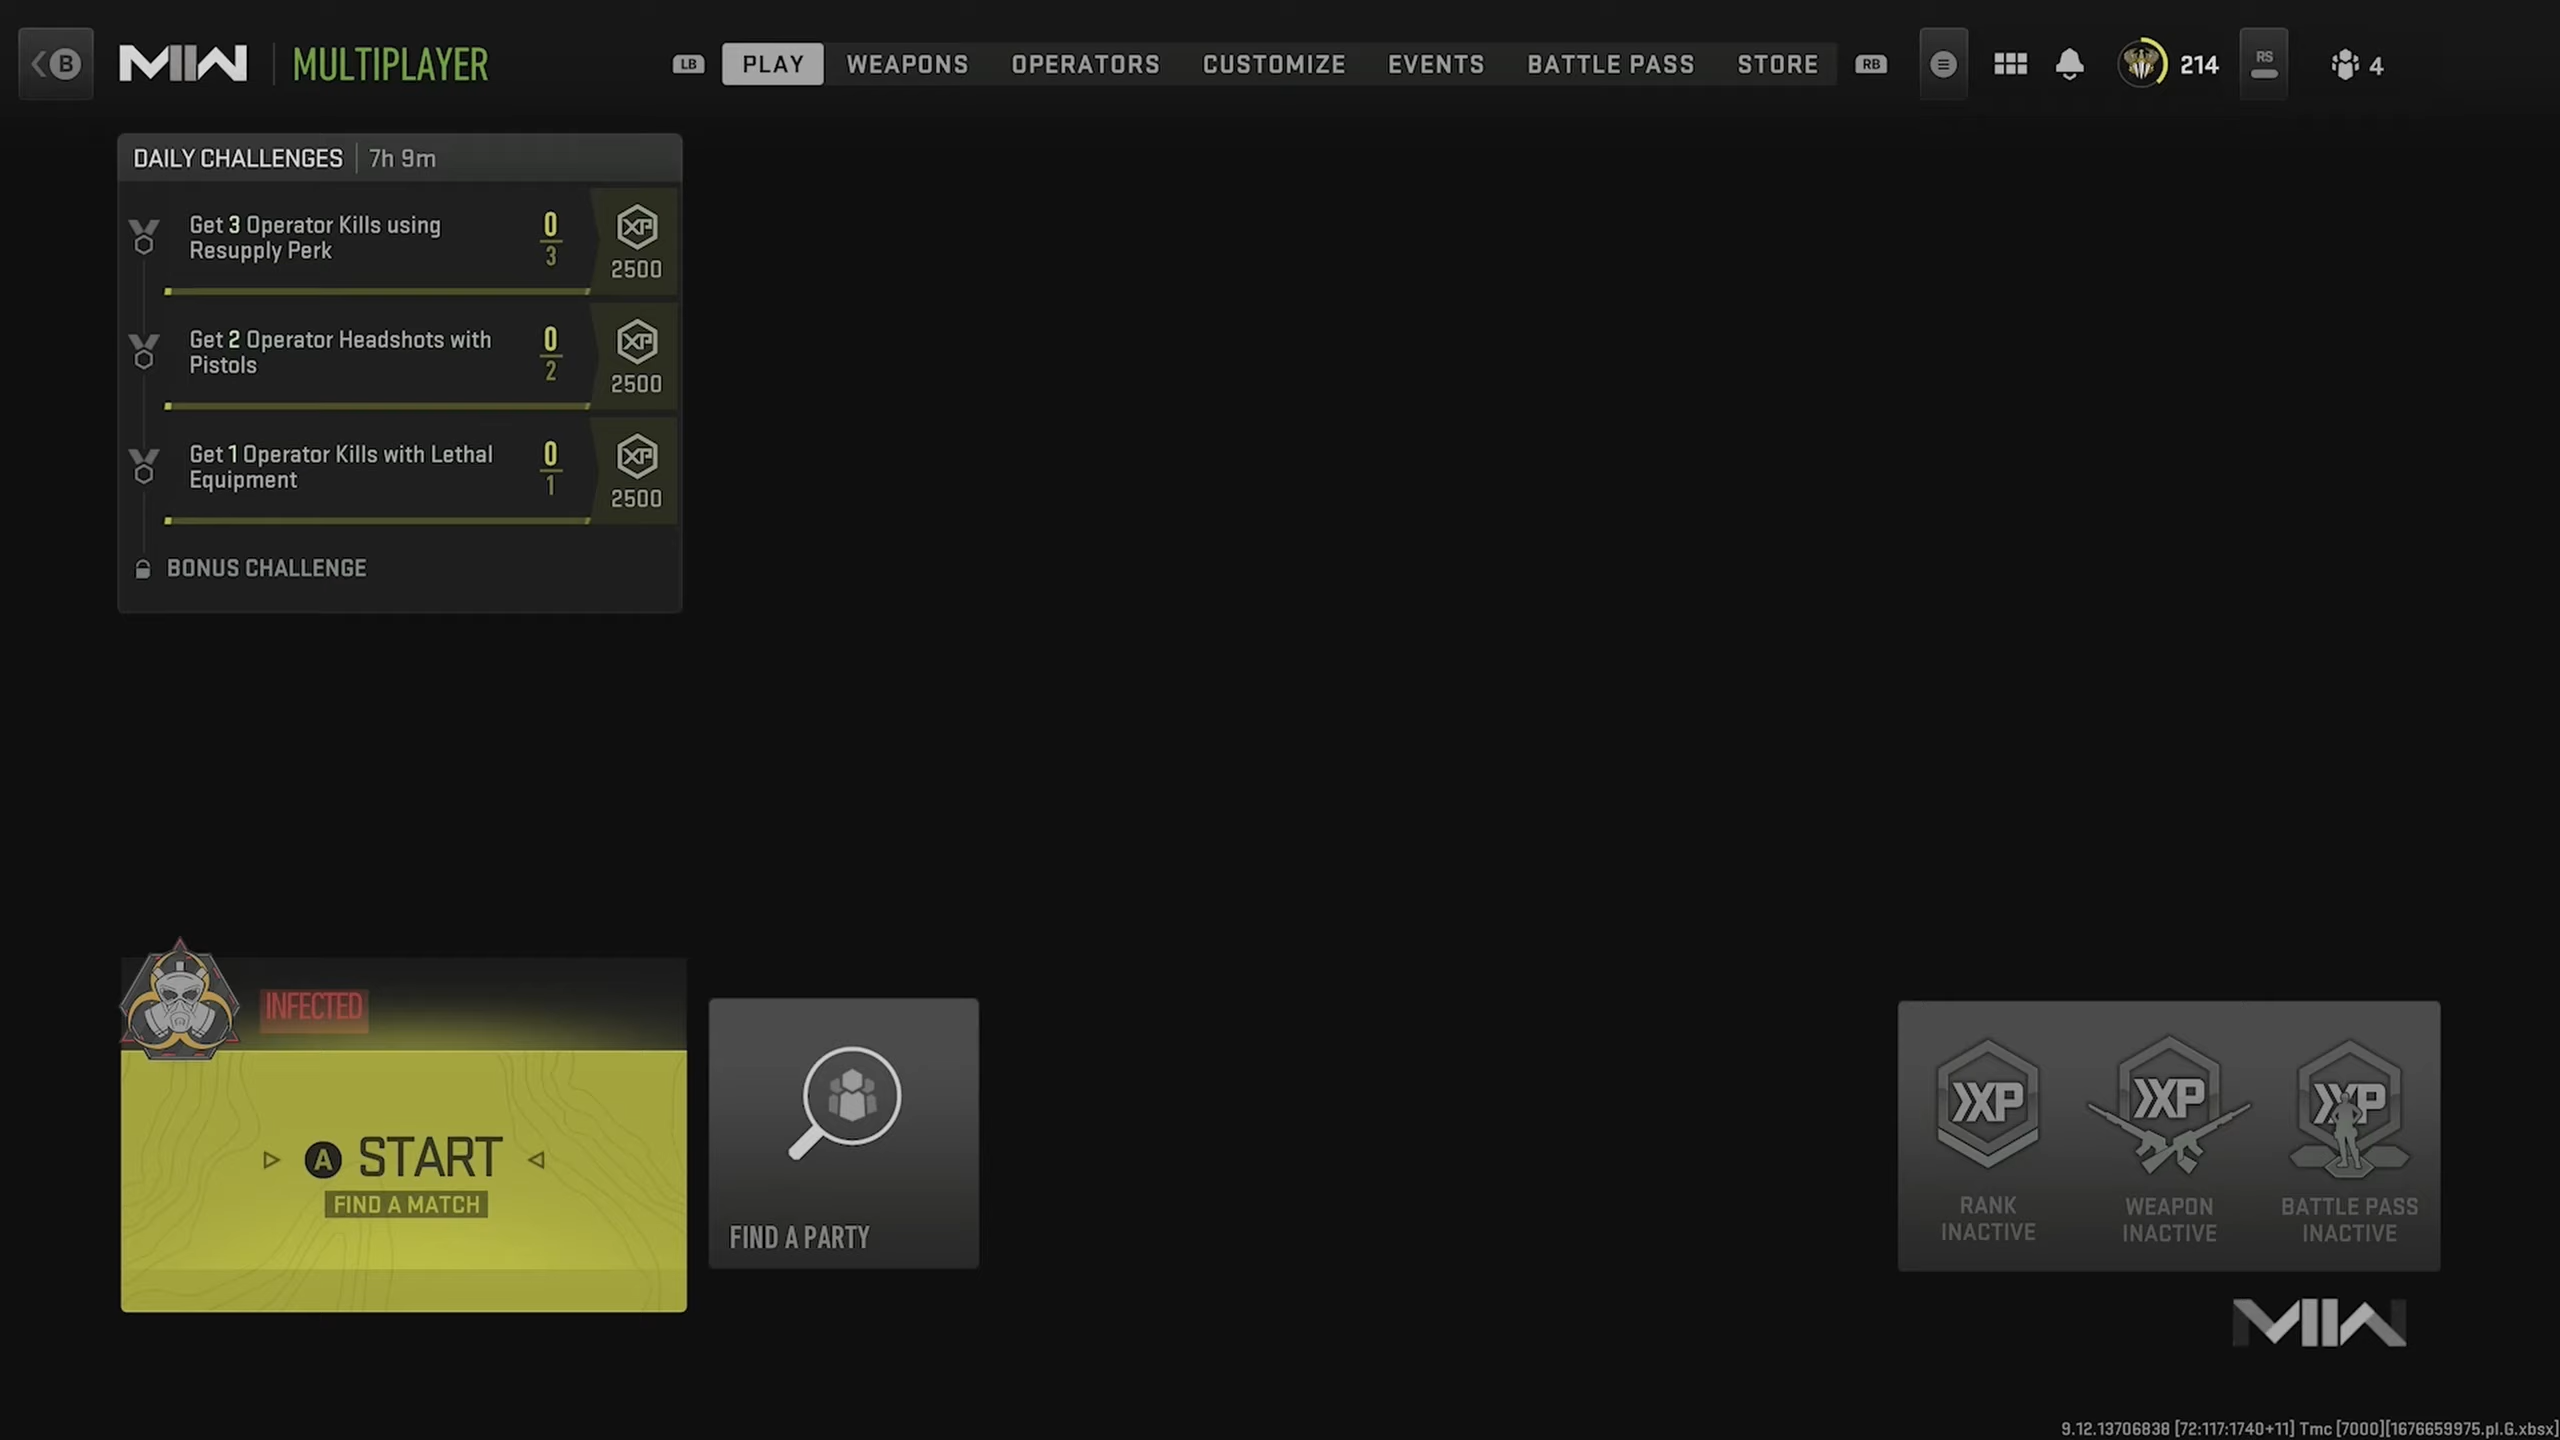 B
MW
MULTIPLAYER
LB
PLAY
WEAPONS
OPERATORS
CUSTOMIZE
EVENTS
BATTLE PASS
STORE
RB
214
RS
4
DAILY CHALLENGES
7h 9m
Get 3 Operator Kills using
Resupply Perk
0
3
XP
2500
Get 2 Operator Headshots with
Pistols
0
2
XP
2500
Get 1 Operator Kills with Lethal
Equipment
0
1
XP
2500
BONUS CHALLENGE
INFECTED
A START
FIND A MATCH
FIND A PARTY
XP
RANK
INACTIVE
XP
WEAPON
INACTIVE
XP
BATTLE PASS
INACTIVE
MW
9.12.13706838 [72:117:1740+11] Tmc [7000][1676659975.pl.G.xbsx]